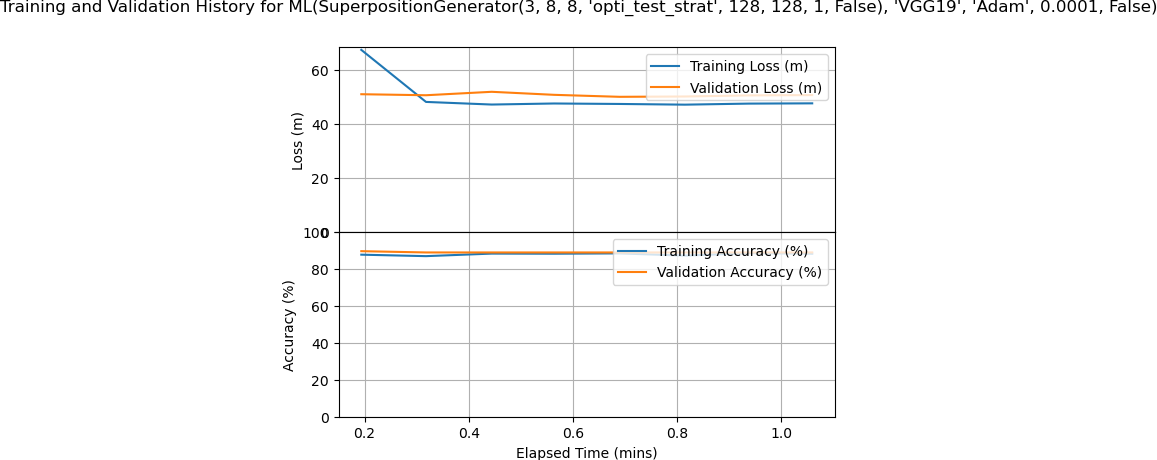 Training and Validation History for ML(SuperpositionGenerator(3, 8, 8, 'opti_test_strat', 128, 128, 1, False), 'VGG19', 'Adam', 0.0001, False)
60
40
20
0
Loss (m)
Training Loss (m)
Validation Loss (m)
100
80
60
40
20
0
Accuracy (%)
Training Accuracy (%)
Validation Accuracy (%)
0.2 0.4 0.6 0.8 1.0
Elapsed Time (mins)